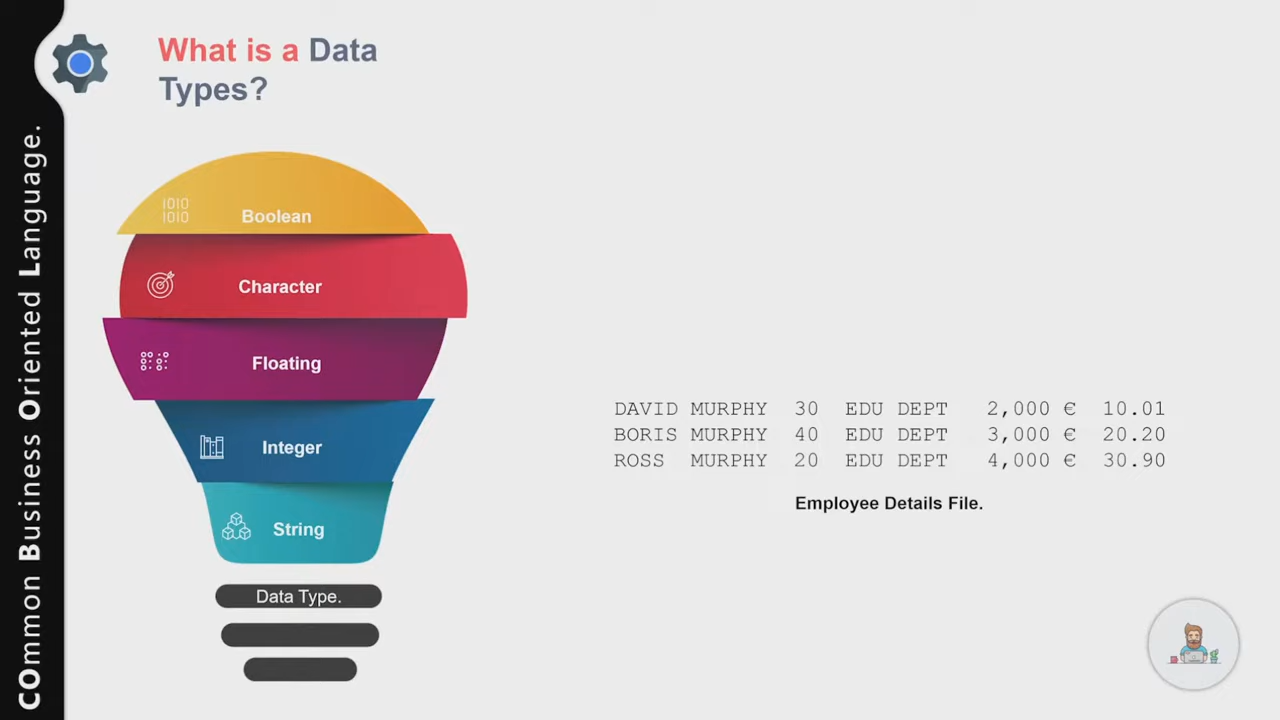 COmmon Business Oriented Language.
What is a Data
Types?
1010
1010
Boolean
Character
Floating
Integer
String
Data Type.
DAVID MURPHY  30  EDU DEPT   2,000 €  10.01
BORIS MURPHY  40  EDU DEPT   3,000 €  20.20
ROSS  MURPHY  20  EDU DEPT   4,000 €  30.90
Employee Details File.